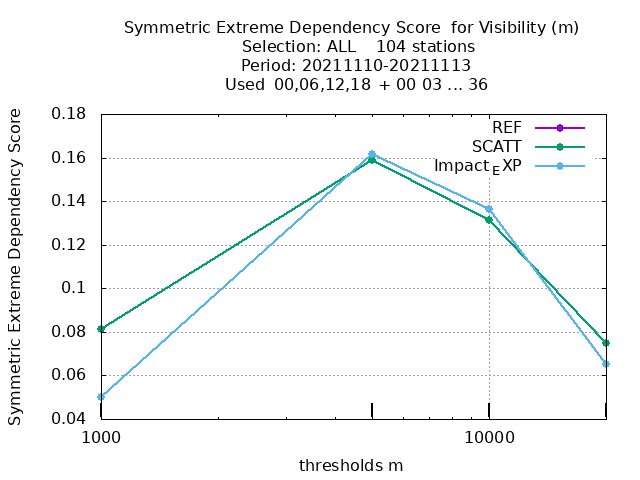 Symmetric Extreme Dependency Score  for Visibility (m)
Selection: ALL    104 stations
Period: 20211110-20211113
Used  00,06,12,18  + 00 03 ... 36
Symmetric Extreme Dependency Score
0.18
0.16
0.14
0.12
0.1
0.08
0.06
0.04
REF
SCATT
Impact_EXP
1000
10000
thresholds m